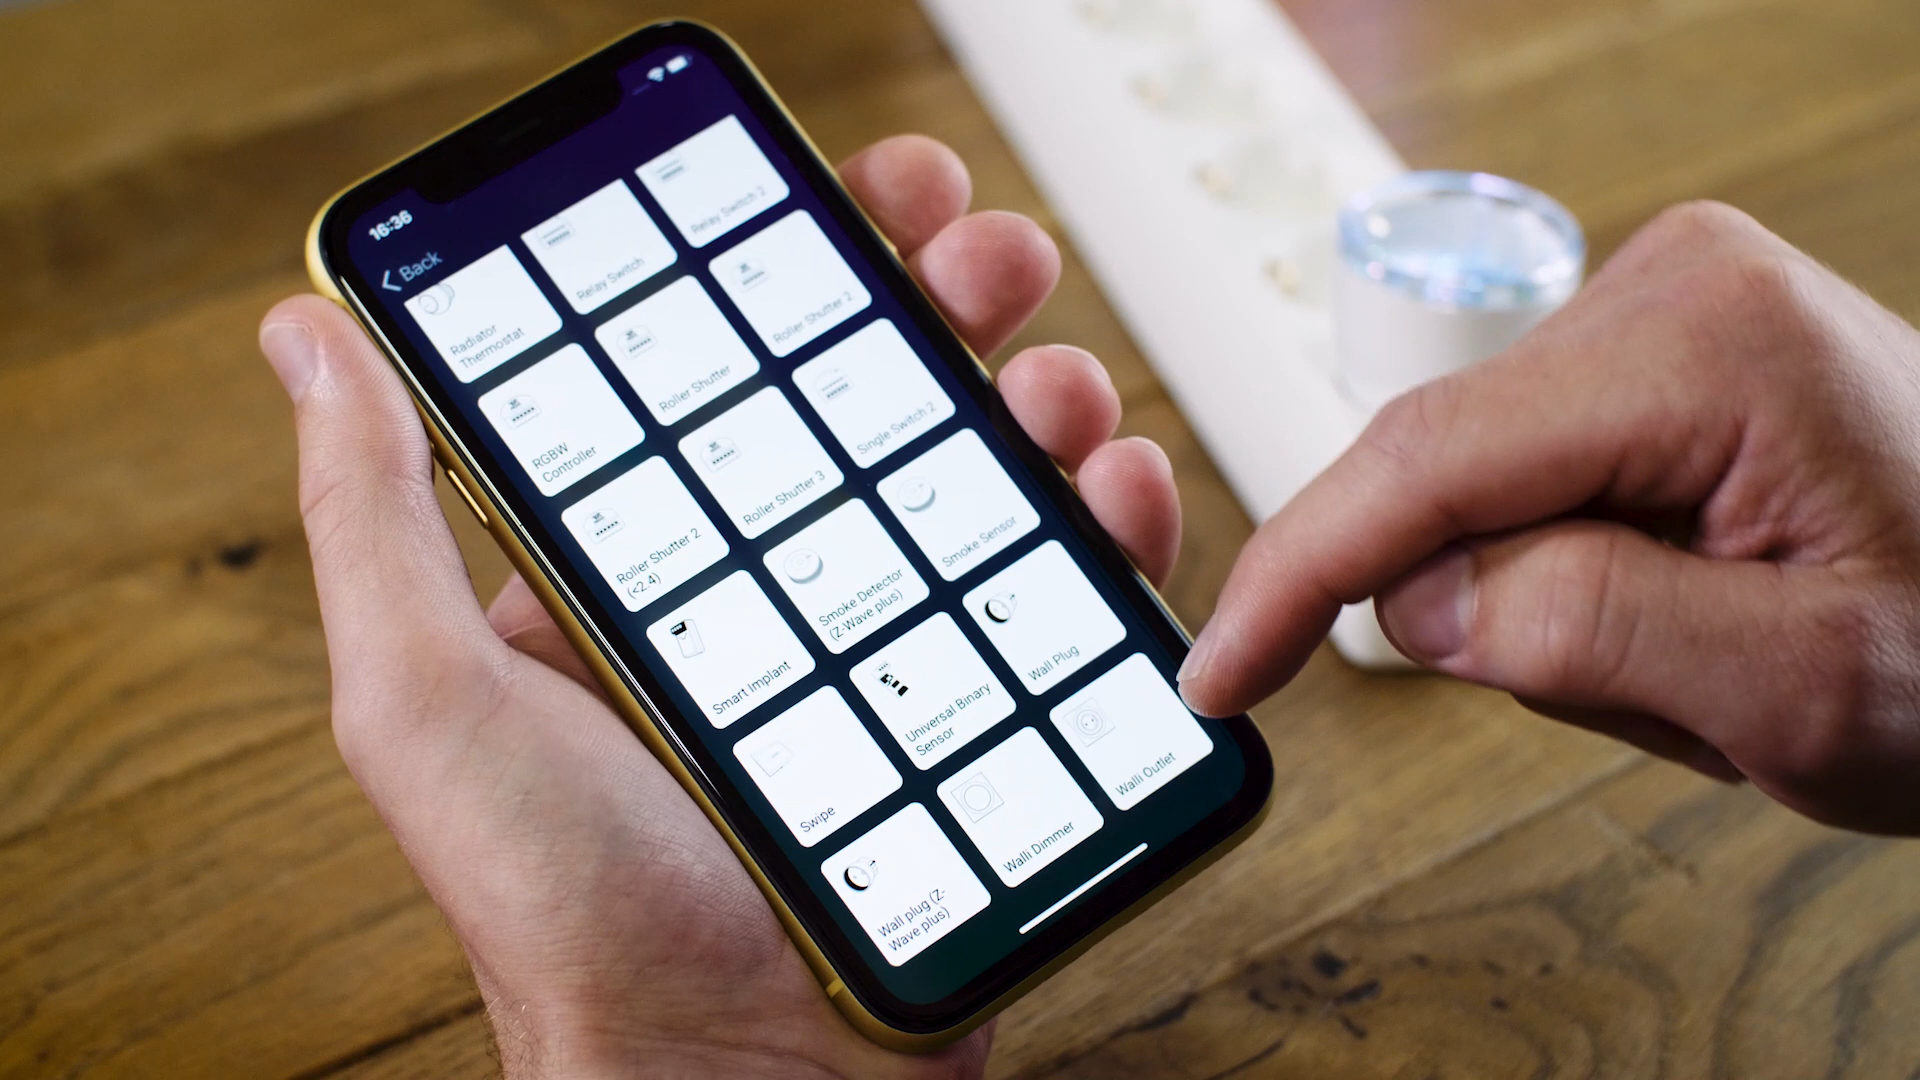 16:36
Back
Radiator
Thermostat
Relay Switch
Relay Switch 2
RGBW
Controller
Roller Shutter
Roller Shutter 2
Roller Shutter 2
(<2.4)
Roller Shutter 3
Single Switch 2
Smart Implant
Smoke Detector
(Z-Wave plus)
Smoke Sensor
Swipe
Universal Binary
Sensor
Wall Plug
Wall plug (Z-
Wave plus)
Walli Dimmer
Walli Outlet